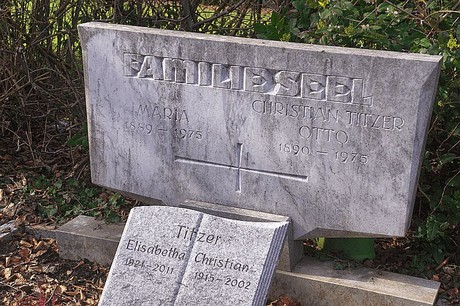 FAMILIE SEEL
MARIA
1889 - 1975
CHRISTIAN TITZER
OTTO
1890 - 1975
Titzer
Elisabetha
1921-2011
Christian
1915-2002